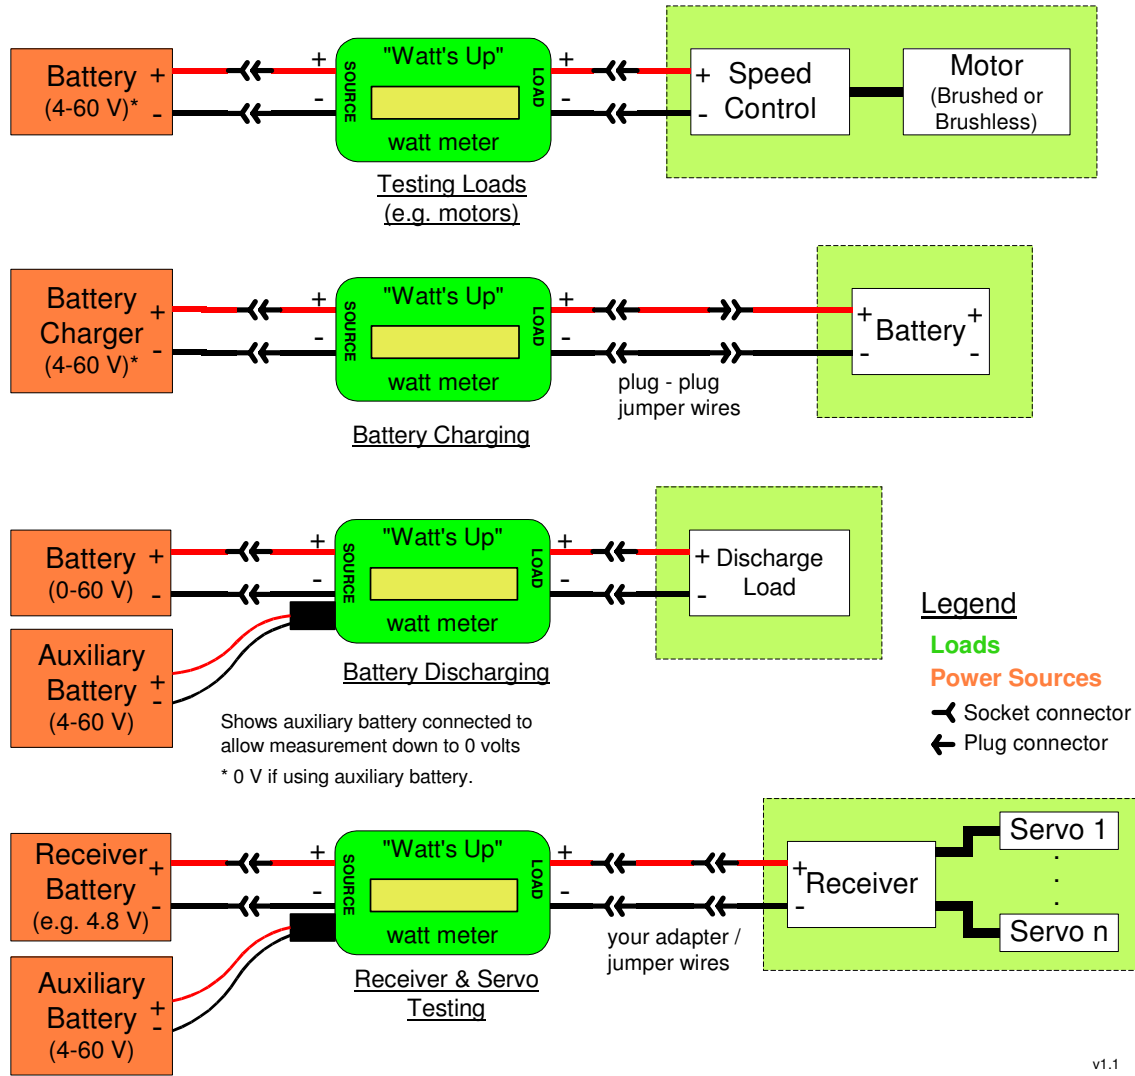 Battery
(4-60 V)*
+
-
+
-
SOURCE
"Watt's Up"
watt meter
LOAD
+
-
+
-
Speed
Control
Motor
(Brushed or
Brushless)
Testing Loads
(e.g. motors)
Battery
Charger
(4-60 V)*
+
-
+
-
SOURCE
"Watt's Up"
watt meter
LOAD
+
-
plug - plug
jumper wires
+
-
Battery
+
-
Battery Charging
Battery
(0-60 V)
+
-
+
-
SOURCE
"Watt's Up"
watt meter
LOAD
+
-
+
-
Discharge
Load
Auxiliary
Battery
(4-60 V)
+
-
Battery Discharging
Shows auxiliary battery connected to
allow measurement down to 0 volts
* 0 V if using auxiliary battery.
Legend
Loads
Power Sources
Socket connector
Plug connector
Receiver
Battery
(e.g. 4.8 V)
+
-
+
-
SOURCE
"Watt's Up"
watt meter
LOAD
+
-
your adapter /
jumper wires
+
-
Receiver
Servo 1
.
.
.
Servo n
Auxiliary
Battery
(4-60 V)
+
-
Receiver & Servo
Testing
v1.1